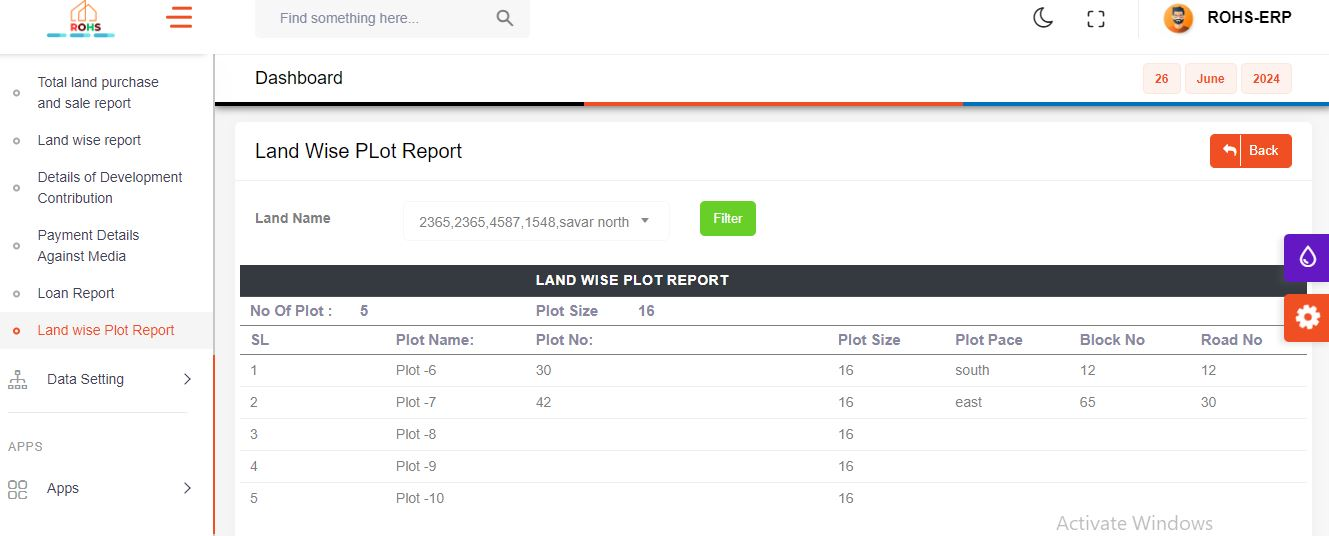 ROHS
Find something here...
ROHS-ERP
Total land purchase
and sale report
Land wise report
Details of Development
Contribution
Payment Details
Against Media
Loan Report
Land wise Plot Report
Data Setting
APPS
Apps
Dashboard
26 June 2024
Land Wise PLot Report
Back
Land Name 2365,2365,4587,1548,savar north Filter
LAND WISE PLOT REPORT
No Of Plot : 5 Plot Size 16
SL Plot Name: Plot No: Plot Size Plot Pace Block No Road No
1 Plot -6 30 16 south 12 12
2 Plot -7 42 16 east 65 30
3 Plot -8 16
4 Plot -9 16
5 Plot -10 16
Activate Windows